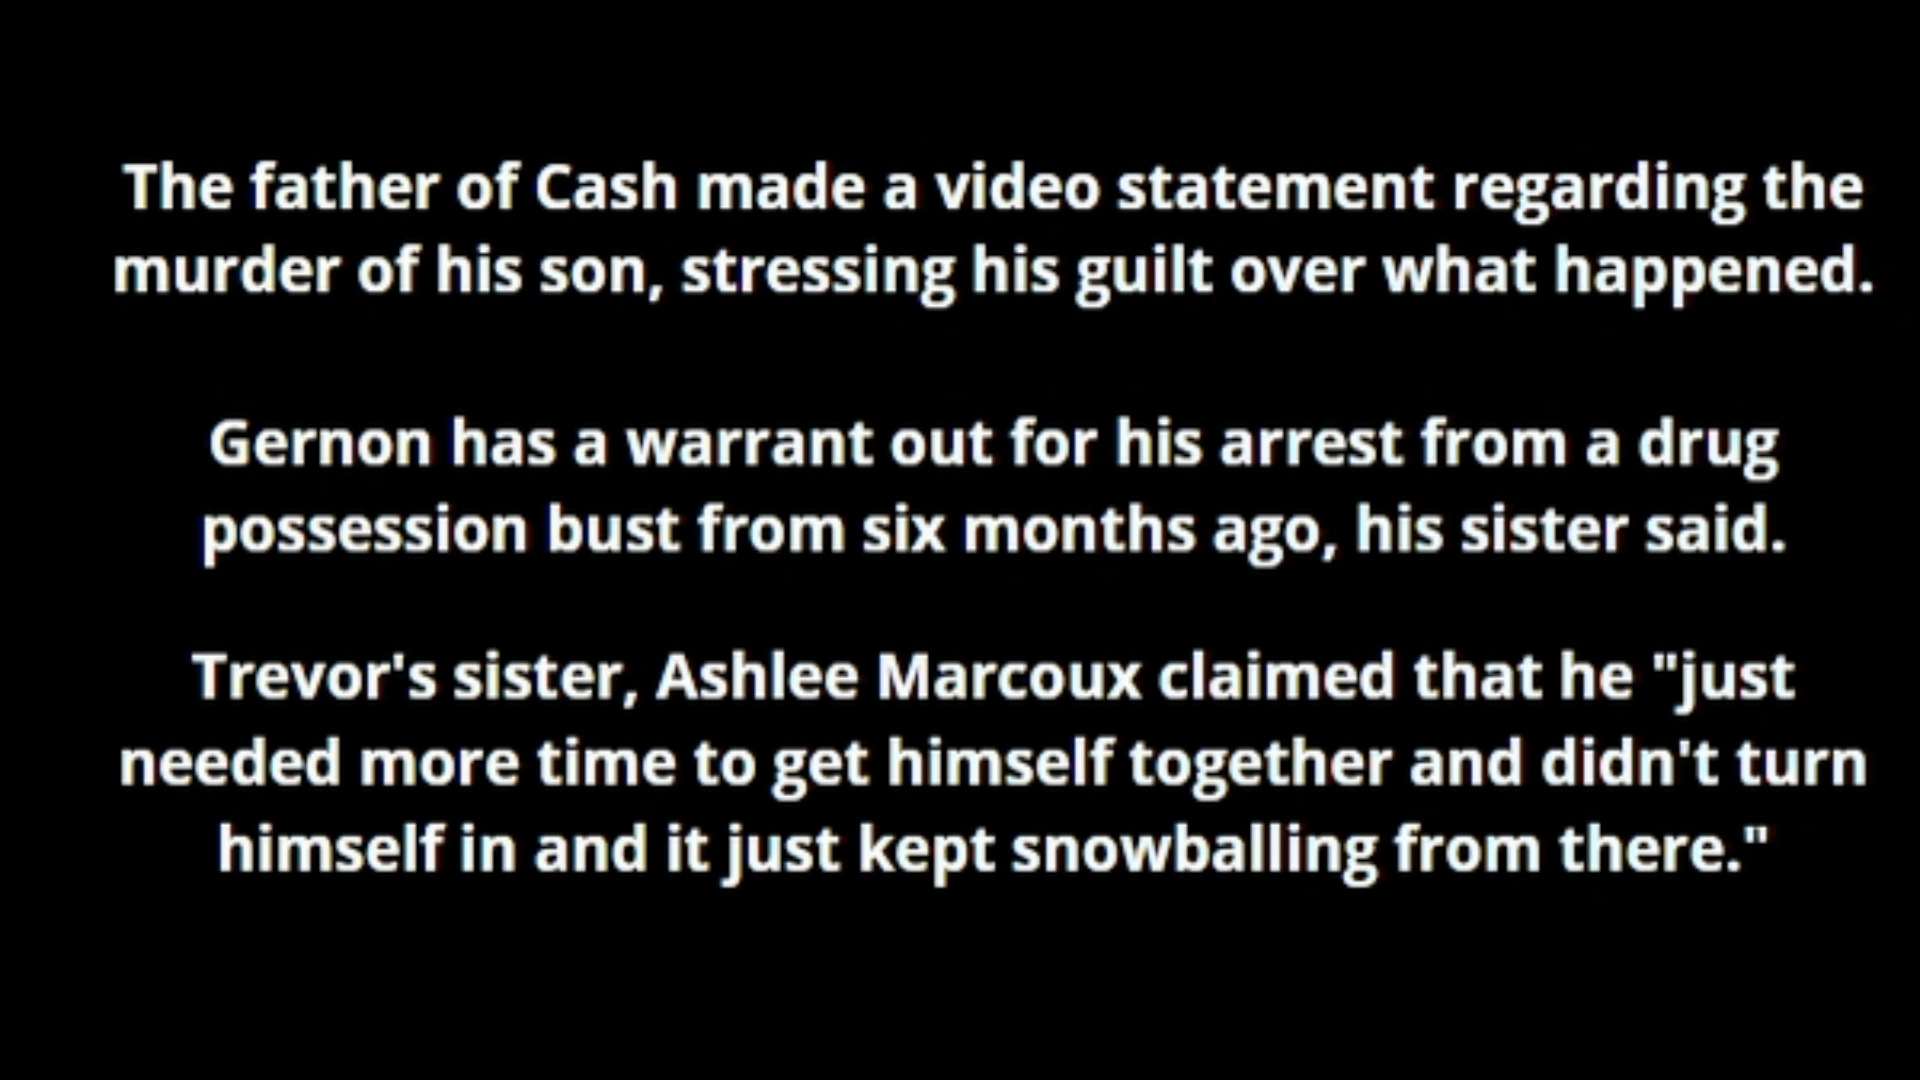 The father of Cash made a video statement regarding the
murder of his son, stressing his guilt over what happened.
Gernon has a warrant out for his arrest from a drug
possession bust from six months ago, his sister said.
Trevor's sister, Ashlee Marcoux claimed that he "just
needed more time to get himself together and didn't turn
himself in and it just kept snowballing from there."